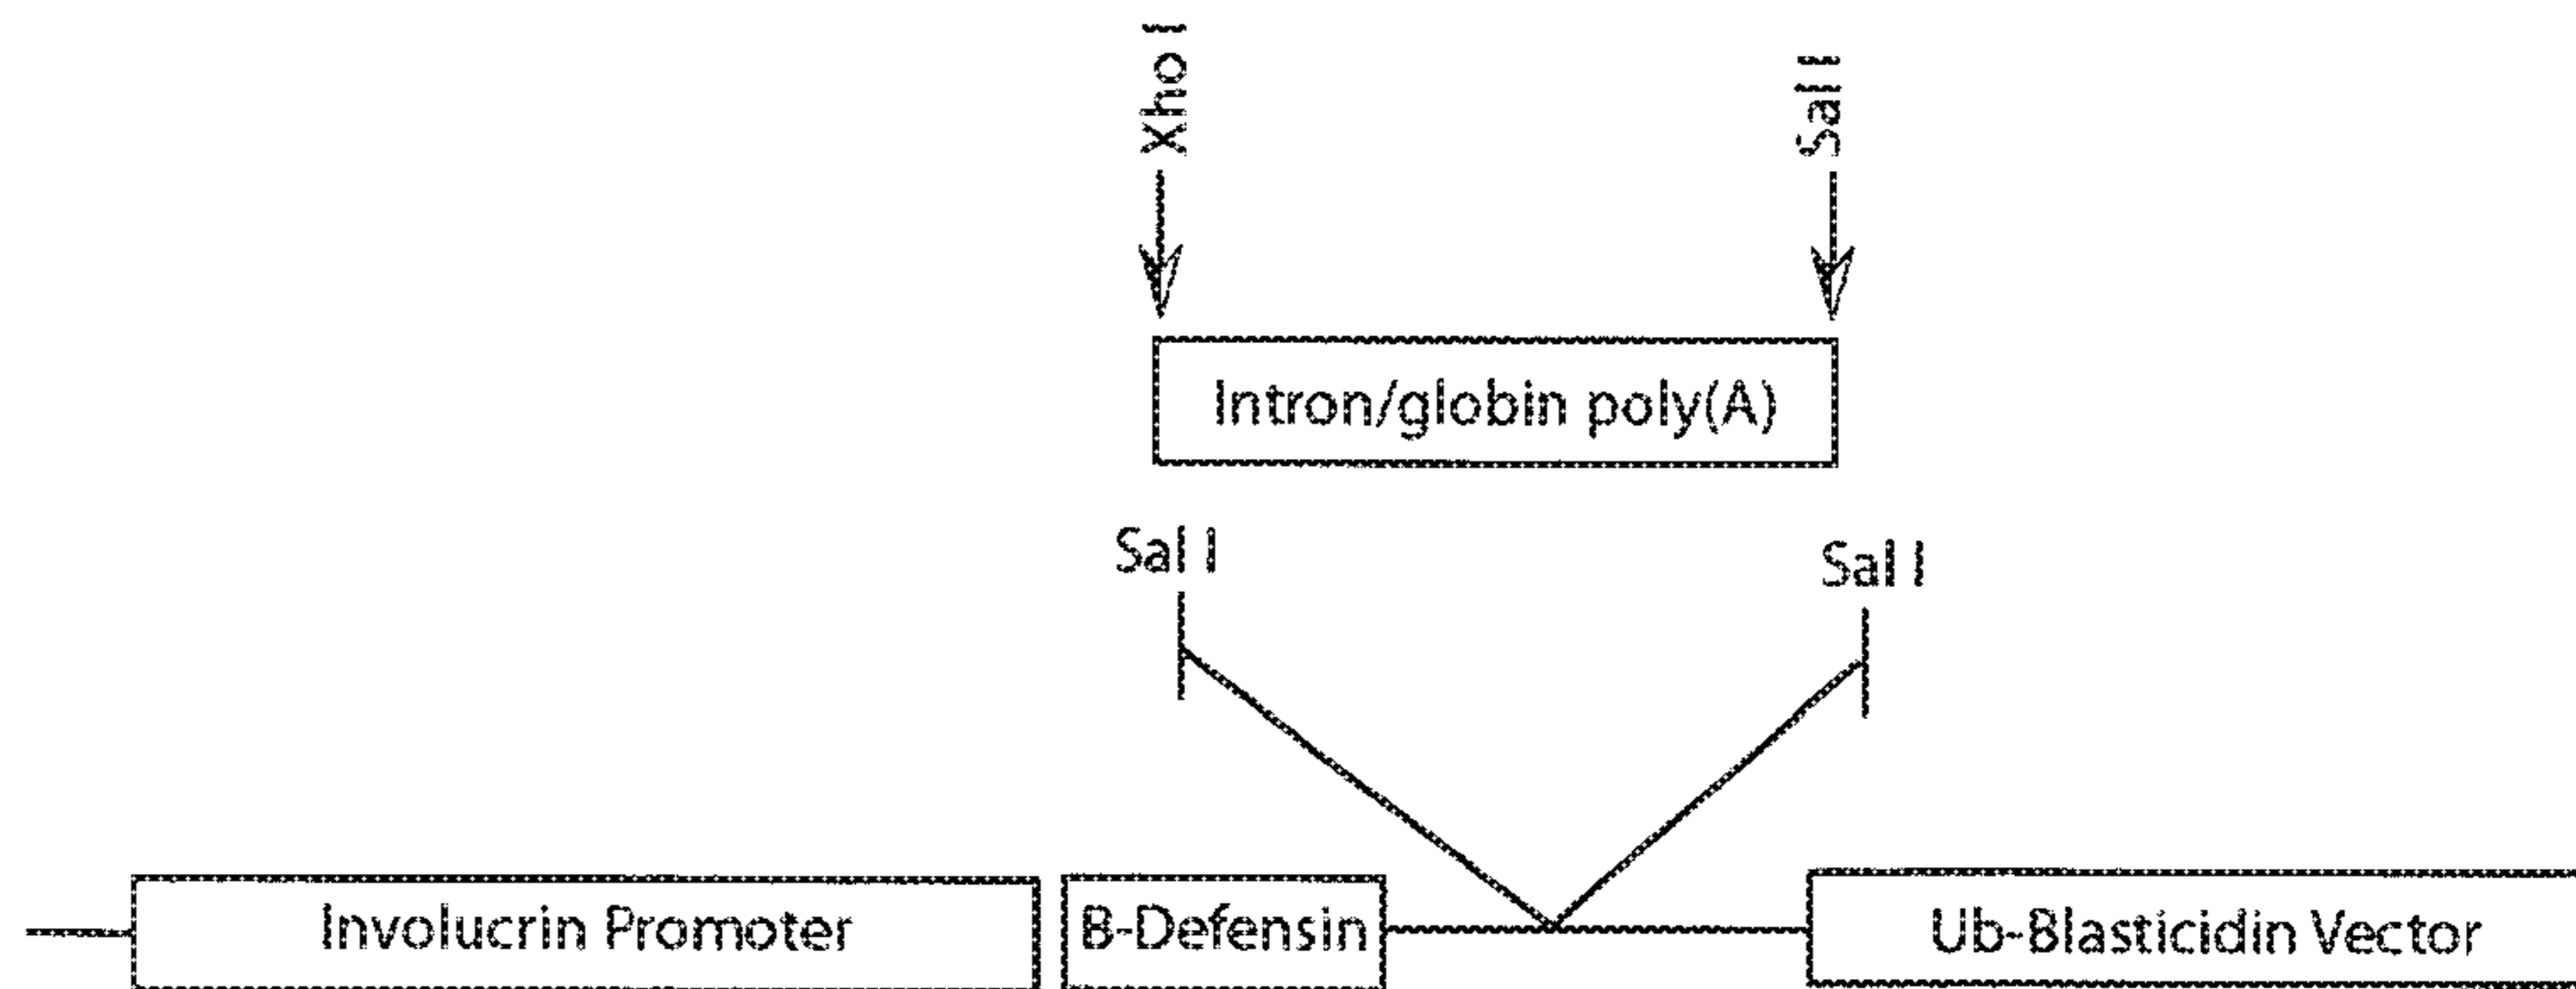 Xho I
Sal I
Intron/globin poly(A)
Sal I
Sal I
Involucrin Promoter
B-Defensin
Ub-Blasticidin Vector